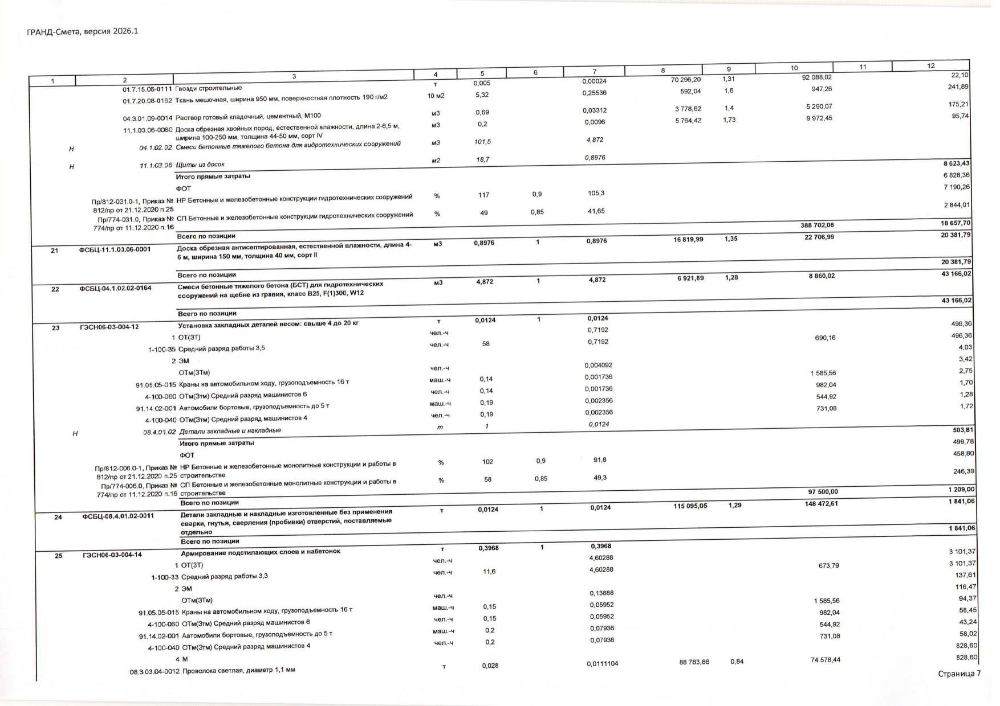 ГРАНД-Смета, версия 2026.1
1 2 3 4 5 6 7 8 9 10 11 12
01.7.15.06-0111 Гвозди строительные т 0,005 0,00024 70 296,20 1,31 92 088,02 22,10
01.7.20.08-0162 Ткань мешочная, ширина 950 мм, поверхностная плотность 190 г/м2 10 м2 5,32 0,25536 592,04 1,6 947,26 241,89
04.3.01.09-0014 Раствор готовый кладочный, цементный, М100 м3 0,69 0,03312 3 778,62 1,4 5 290,07 175,21
11.1.03.06-0080 Доска обрезная хвойных пород, естественной влажности, длина 2-6,5 м, м3 0,2 0,0096 5 764,42 1,73 9 972,45 95,74
ширина 100-250 мм, толщина 44-50 мм, сорт IV
Н 04.1.02.02 Смеси бетонные тяжелого бетона для гидротехнических сооружений м3 101,5 4,872
Н 11.1.03.06 Щиты из досок м2 18,7 0,8976
Итого прямые затраты 8 623,43
ФОТ 6 828,36
Пр/812-031.0-1, Приказ № НР Бетонные и железобетонные конструкции гидротехнических сооружений % 117 0,9 105,3 7 190,26
812/пр от 21.12.2020 п.25
Пр/774-031.0, Приказ № СП Бетонные и железобетонные конструкции гидротехнических сооружений % 49 0,85 41,65 2 844,01
774/пр от 11.12.2020 п.16
Всего по позиции 388 702,08 18 657,70
21 ФСБЦ-11.1.03.06-0001 Доска обрезная антисептированная, естественной влажности, длина 4- м3 0,8976 1 0,8976 16 819,99 1,35 22 706,99 20 381,79
6 м, ширина 150 мм, толщина 40 мм, сорт II
Всего по позиции 20 381,79
22 ФСБЦ-04.1.02.02-0164 Смеси бетонные тяжелого бетона (БСТ) для гидротехнических м3 4,872 1 4,872 6 921,89 1,28 8 860,02 43 166,02
сооружений на щебне из гравия, класс В25, F(1)300, W12
Всего по позиции 43 166,02
23 ГЭСН06-03-004-12 Установка закладных деталей весом: свыше 4 до 20 кг т 0,0124 1 0,0124
1 ОТ(ЗТ) чел.-ч 0,7192 496,36
1-100-35 Средний разряд работы 3,5 чел.-ч 58 0,7192 690,16 496,36
2 ЭМ 4,03
ОТм(ЗТм) чел.-ч 0,004092 3,42
91.05.05-015 Краны на автомобильном ходу, грузоподъемность 16 т маш.-ч 0,14 0,001736 1 585,56 2,75
4-100-060 ОТм(Зтм) Средний разряд машинистов 6 чел.-ч 0,14 0,001736 982,04 1,70
91.14.02-001 Автомобили бортовые, грузоподъемность до 5 т маш.-ч 0,19 0,002356 544,92 1,28
4-100-040 ОТм(Зтм) Средний разряд машинистов 4 чел.-ч 0,19 0,002356 731,08 1,72
Н 08.4.01.02 Детали закладные и накладные т 1 0,0124
Итого прямые затраты 503,81
ФОТ 499,78
Пр/812-006.0-1, Приказ № НР Бетонные и железобетонные монолитные конструкции и работы в % 102 0,9 91,8 458,80
812/пр от 21.12.2020 п.25 строительстве
Пр/774-006.0, Приказ № СП Бетонные и железобетонные монолитные конструкции и работы в % 58 0,85 49,3 246,39
774/пр от 11.12.2020 п.16 строительстве
Всего по позиции 97 500,00 1 209,00
24 ФСБЦ-08.4.01.02-0011 Детали закладные и накладные изготовленные без применения т 0,0124 1 0,0124 115 095,05 1,29 148 472,61 1 841,06
сварки, гнутья, сверления (пробивки) отверстий, поставляемые
отдельно
Всего по позиции 1 841,06
25 ГЭСН06-03-004-14 Армирование подстилающих слоев и набетонок т 0,3968 1 0,3968
1 ОТ(ЗТ) чел.-ч 4,60288 3 101,37
1-100-33 Средний разряд работы 3,3 чел.-ч 11,6 4,60288 673,79 3 101,37
2 ЭМ 137,61
ОТм(ЗТм) чел.-ч 0,13888 116,47
91.05.05-015 Краны на автомобильном ходу, грузоподъемность 16 т маш.-ч 0,15 0,05952 1 585,56 94,37
4-100-060 ОТм(Зтм) Средний разряд машинистов 6 чел.-ч 0,15 0,05952 982,04 58,45
91.14.02-001 Автомобили бортовые, грузоподъемность до 5 т маш.-ч 0,2 0,07936 544,92 43,24
4-100-040 ОТм(Зтм) Средний разряд машинистов 4 чел.-ч 0,2 0,07936 731,08 58,02
4 М 828,60
08.3.03.04-0012 Проволока светлая, диаметр 1,1 мм т 0,028 0,0111104 88 783,86 0,84 74 578,44 828,60
Страница 7